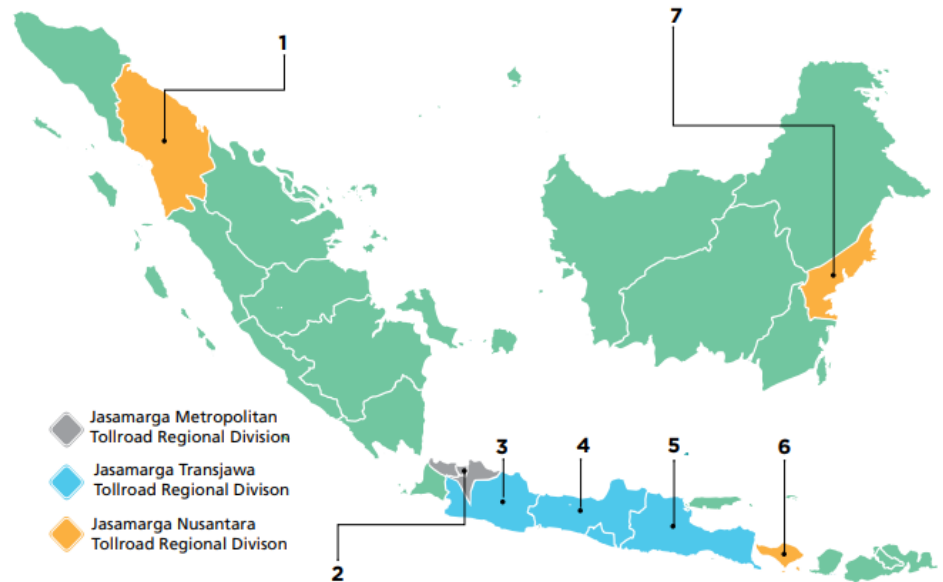 1
7
Jasamarga Metropolitan
Tollroad Regional Division
Jasamarga Transjawa
Tollroad Regional Divison
Jasamarga Nusantara
Tollroad Regional Divison
3
4
5
6
2